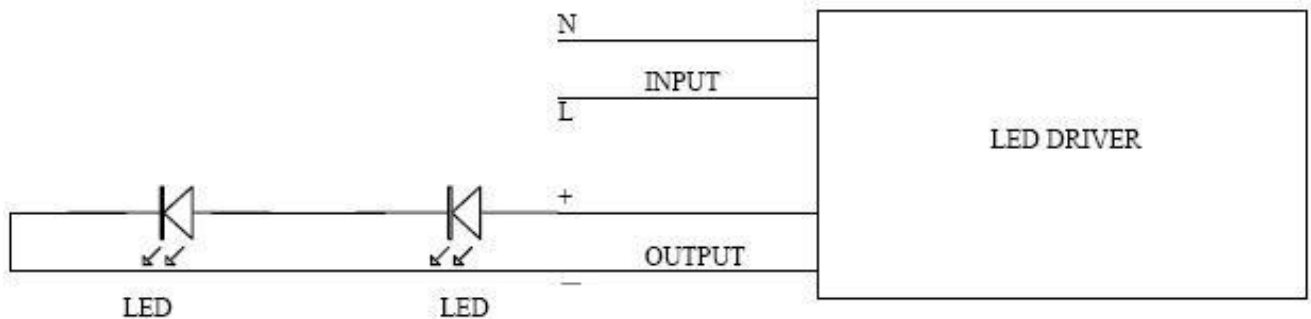 N
INPUT
L
LED DRIVER
+
OUTPUT
−
LED LED